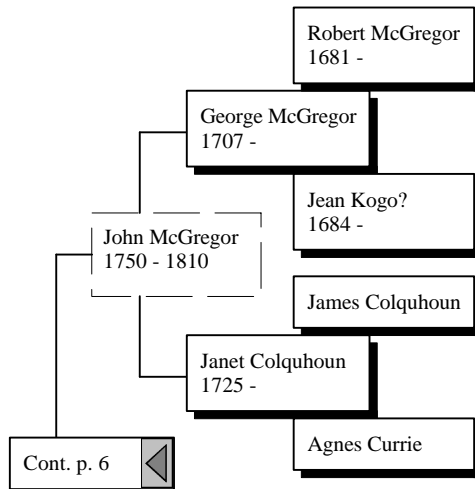 Robert McGregor
1681 -
George McGregor
1707 -
Jean Kogo?
1684 -
John McGregor
1750 - 1810
James Colquhoun
Janet Colquhoun
1725 -
Agnes Currie
Cont. p. 6